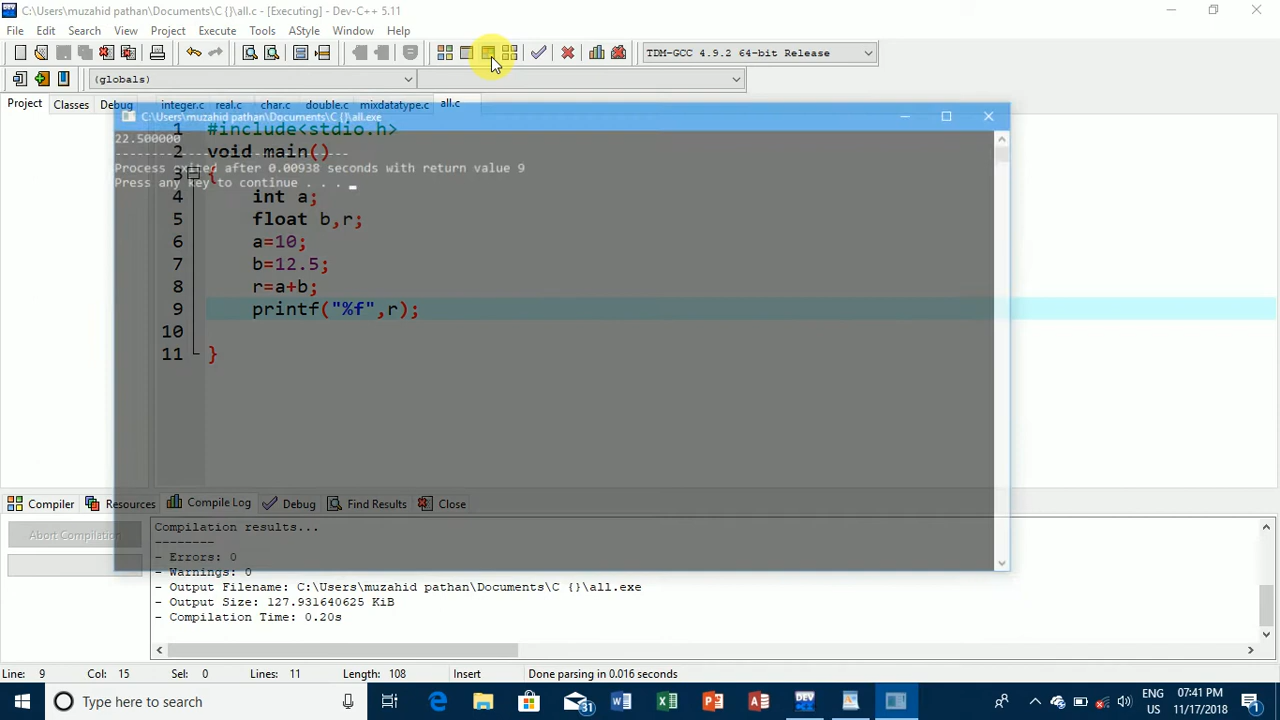 C:\Users\muzahid pathan\Documents\C {}\all.c - [Executing] - Dev-C++ 5.11
File Edit Search View Project Execute Tools AStyle Window Help
TDM-GCC 4.9.2 64-bit Release
(globals)
Project Classes Debug integer.c real.c char.c double.c mixdatatype.c all.c
C:\Users\muzahid pathan\Documents\C {}\all.exe
22.500000
--------------------------------
Process exited after 0.00938 seconds with return value 9
Press any key to continue . . .
1 #include<stdio.h>
2 void main()
3 {
4 int a;
5 float b,r;
6 a=10;
7 b=12.5;
8 r=a+b;
9 printf("%f",r);
10
11 }
Compiler Resources Compile Log Debug Find Results Close
Abort Compilation
Compilation results...
--------
- Errors: 0
- Warnings: 0
- Output Filename: C:\Users\muzahid pathan\Documents\C {}\all.exe
- Output Size: 127.931640625 KiB
- Compilation Time: 0.20s
Line: 9 Col: 15 Sel: 0 Lines: 11 Length: 108 Insert Done parsing in 0.016 seconds
Type here to search
31
ENG
US
07:41 PM
11/17/2018
1